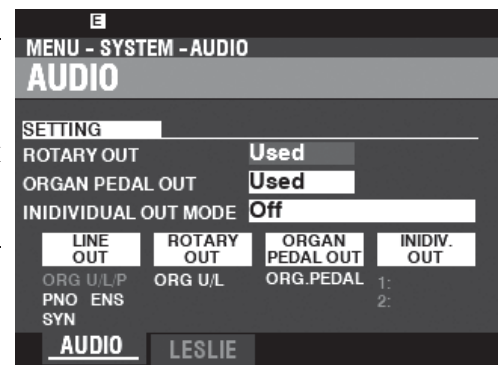 E
MENU - SYSTEM - AUDIO
AUDIO
SETTING
ROTARY OUT Used
ORGAN PEDAL OUT Used
INIDIVIDUAL OUT MODE Off
LINE OUT ROTARY OUT ORGAN PEDAL OUT INIDIV. OUT
ORG U/L/P ORG U/L ORG.PEDAL 1:
PNO ENS 2:
SYN
AUDIO LESLIE